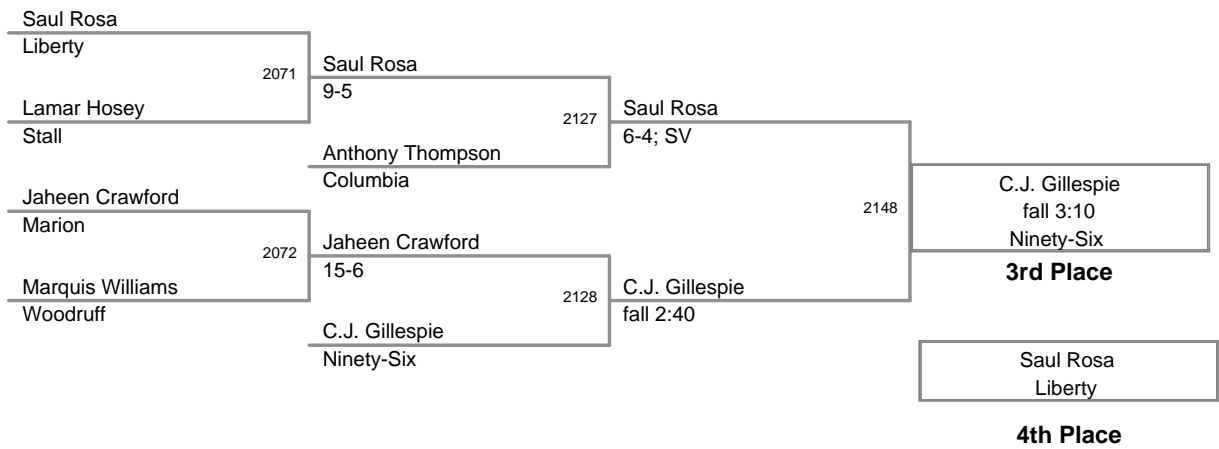 Saul Rosa
Liberty
2071
Lamar Hosey
Stall
Saul Rosa
9-5
2127
Anthony Thompson
Columbia
Saul Rosa
6-4; SV
Jaheen Crawford
Marion
2072
Marquis Williams
Woodruff
Jaheen Crawford
15-6
2128
C.J. Gillespie
Ninety-Six
C.J. Gillespie
fall 2:40
2148
C.J. Gillespie
fall 3:10
Ninety-Six
3rd Place
Saul Rosa
Liberty
4th Place